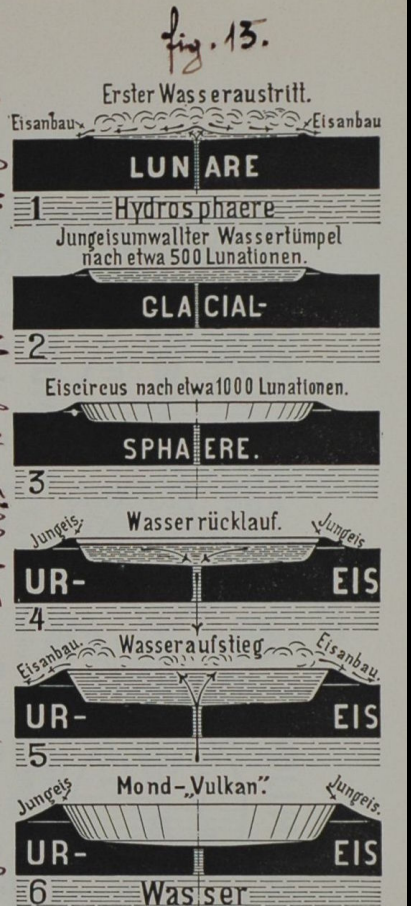 fig. 13.
Erster Wasseraustritt.
Eisanbau Eisanbau
LUNARE
1 Hydrosphaere
Jungeisumwallter Wassertümpel
nach etwa 500 Lunationen.
GLACIAL-
2
Eiscircus nach etwa 1000 Lunationen.
SPHAERE.
3
Jungeis. Wasserrücklauf. Jungeis
UR- EIS
4
Eisanbau. Wasseraufstieg Eisanbau.
UR- EIS
5
Jungeis Mond-„Vulkan“. Jungeis.
UR- EIS
6 Wasser